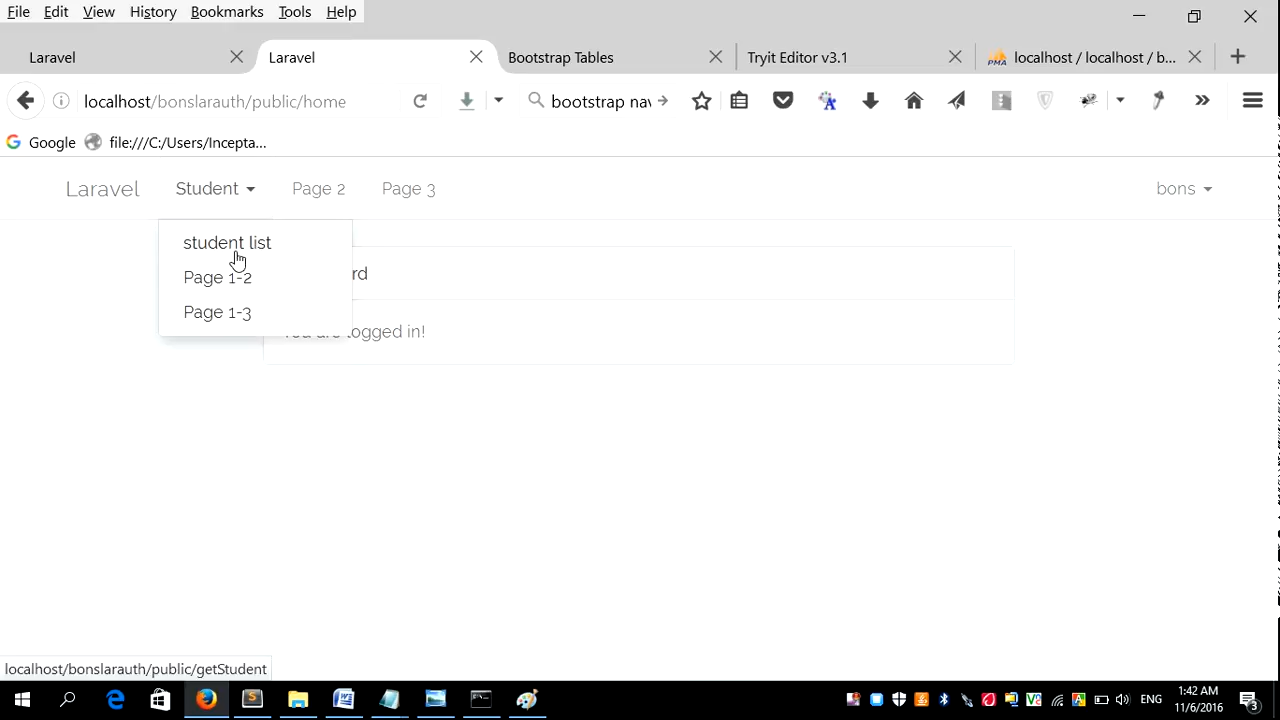 File Edit View History Bookmarks Tools Help
Laravel
Laravel
Bootstrap Tables
Tryit Editor v3.1
localhost / localhost / b...
localhost/bonslarauth/public/home
bootstrap nav
Google
file:///C:/Users/Incepta...
Laravel Student Page 2 Page 3 bons
student list
Page 1-2
Page 1-3
rd
You are logged in!
localhost/bonslarauth/public/getStudent
ENG
1:42 AM
11/6/2016
3